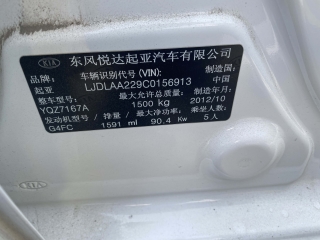 KIA 东风悦达起亚汽车有限公司
品牌: 车辆识别代号(VIN): 制造国:
起亚 LJDLAA229C0156913 中国
整车型号: 最大允许总质量: 制造年月:
YQZ7167A 1500 kg 2012/10
发动机型号/排量/最大净功率: 乘坐人数:
G4FC 1591 ml 90.4 Kw 5人
KIA
KIA